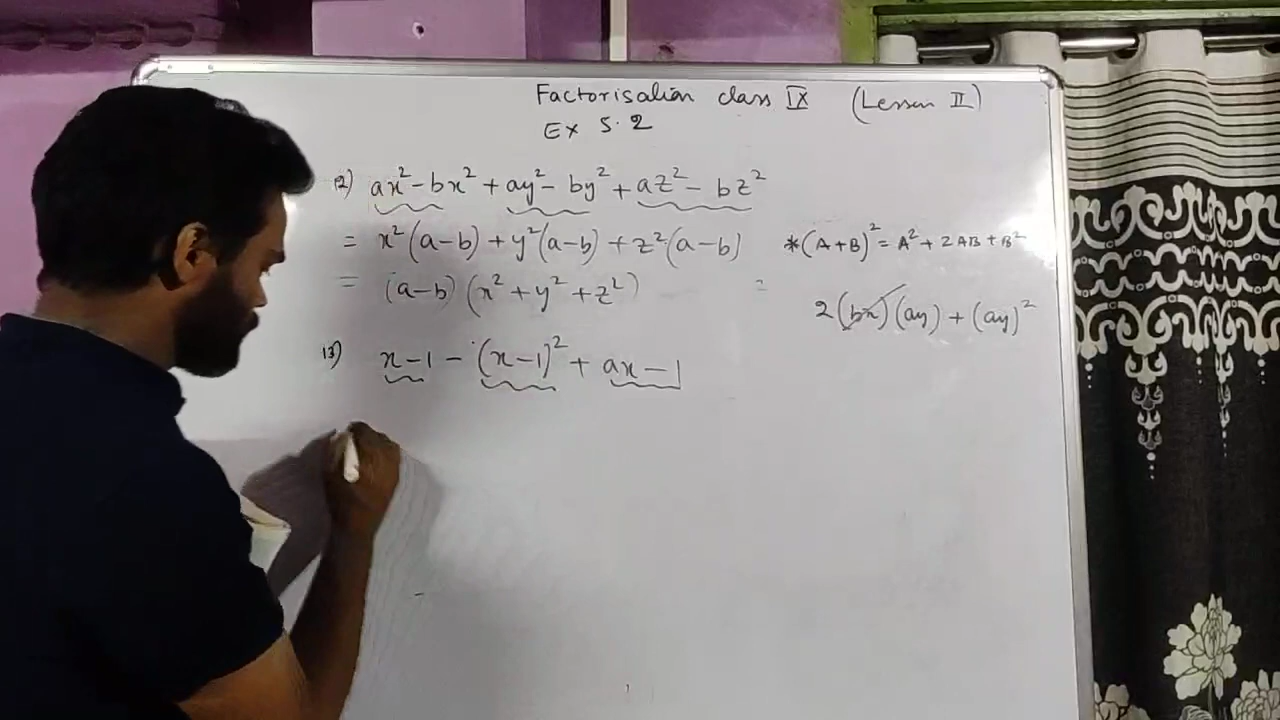 Factorisation class IX (Lesson II)
Ex 5.2
12) ax² - bx² + ay² - by² + az² - bz²
= x²(a-b) + y²(a-b) + z²(a-b)
*(A+B)² = A² + 2AB + B²
= (a-b) (x² + y² + z²)
=
2(bx)(ay) + (ay)²
13) x-1 - (x-1)² + ax - 1